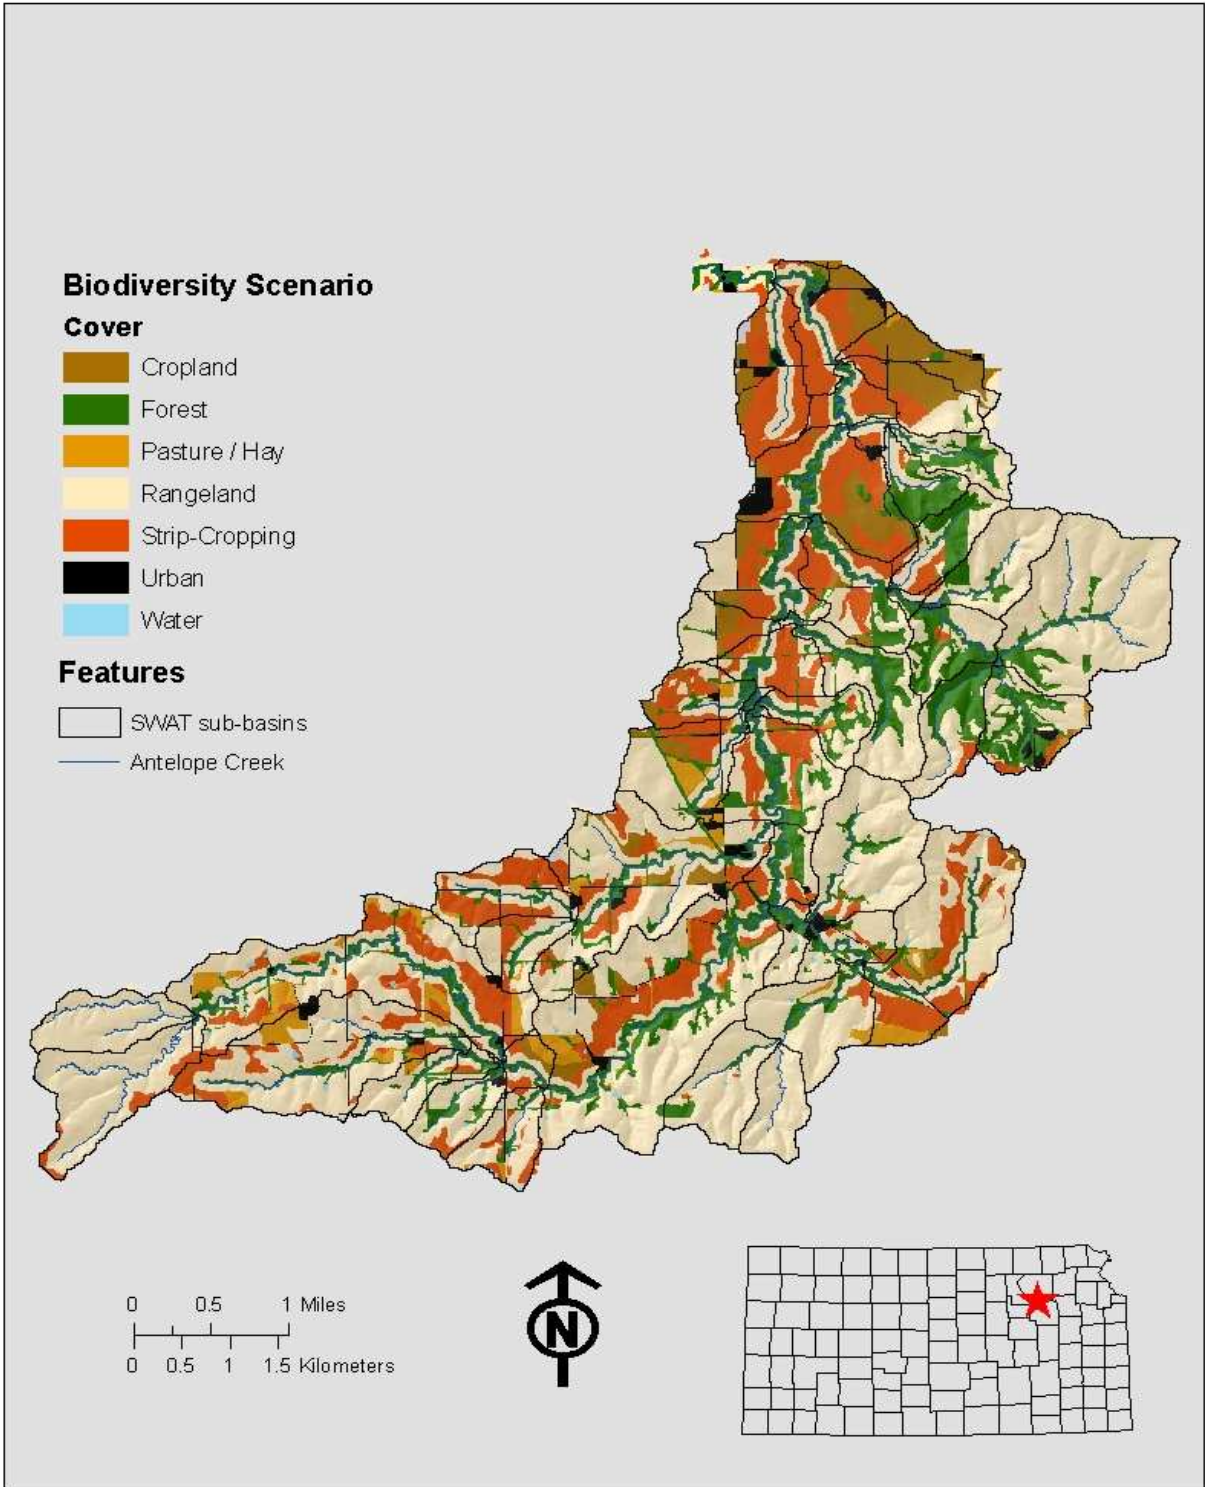 Biodiversity Scenario
Cover
Cropland
Forest
Pasture / Hay
Rangeland
Strip-Cropping
Urban
Water
Features
SWAT sub-basins
Antelope Creek
0 0.5 1 Miles
0 0.5 1 1.5 Kilometers
N